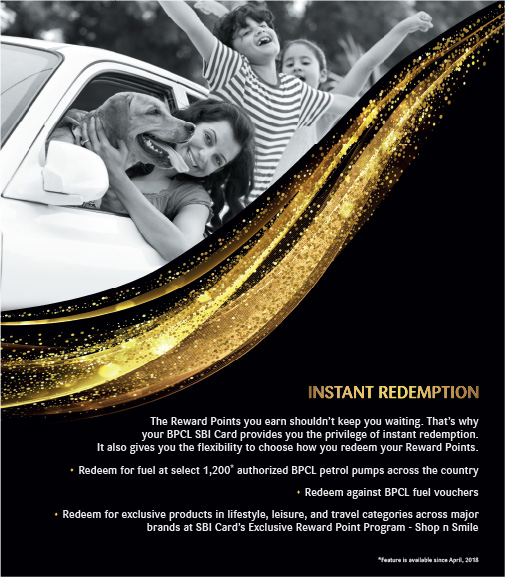 INSTANT REDEMPTION
The Reward Points you earn shouldn't keep you waiting. That's why
your BPCL SBI Card provides you the privilege of instant redemption.
It also gives you the flexibility to choose how you redeem your Reward Points.
• Redeem for fuel at select 1,200* authorized BPCL petrol pumps across the country
• Redeem against BPCL fuel vouchers
• Redeem for exclusive products in lifestyle, leisure, and travel categories across major
brands at SBI Card's Exclusive Reward Point Program - Shop n Smile
*Feature is available since April, 2018